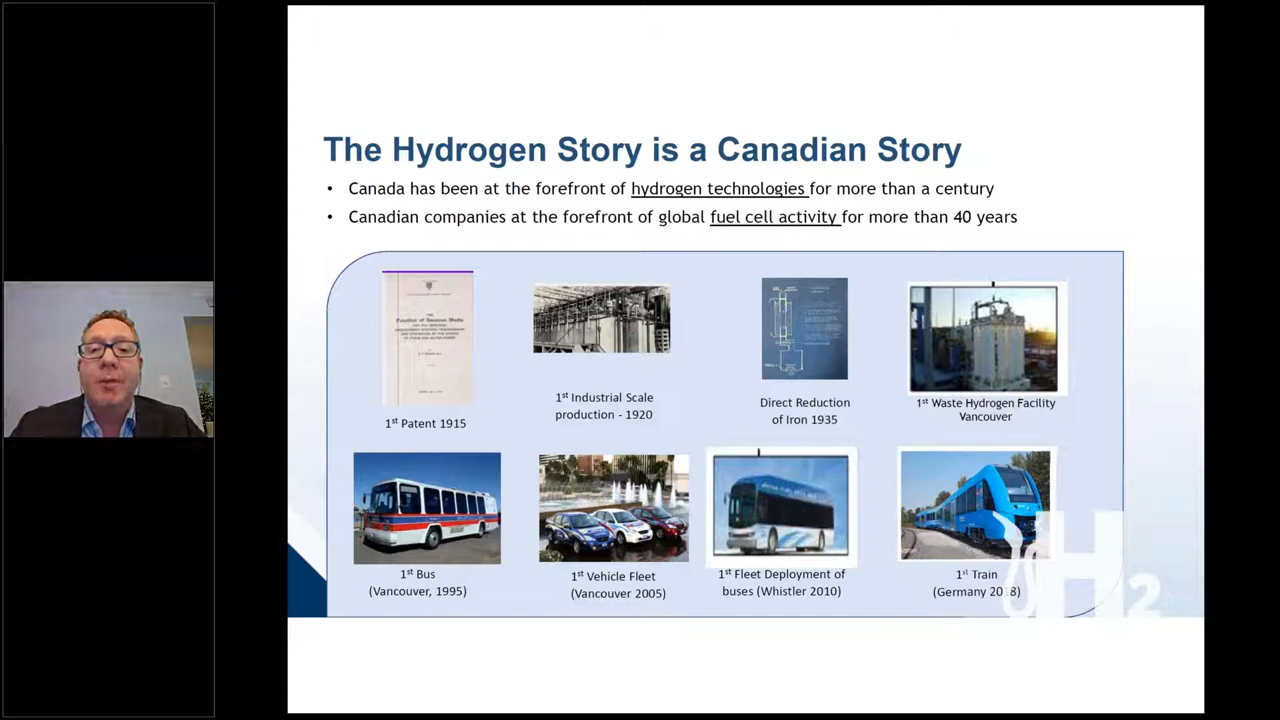 The Hydrogen Story is a Canadian Story
• Canada has been at the forefront of hydrogen technologies for more than a century
• Canadian companies at the forefront of global fuel cell activity for more than 40 years
1st Patent 1915
1st Industrial Scale
production - 1920
Direct Reduction
of Iron 1935
1st Waste Hydrogen Facility
Vancouver
1st Bus
(Vancouver, 1995)
1st Vehicle Fleet
(Vancouver 2005)
1st Fleet Deployment of
buses (Whistler 2010)
1st Train
(Germany 2018)
H2